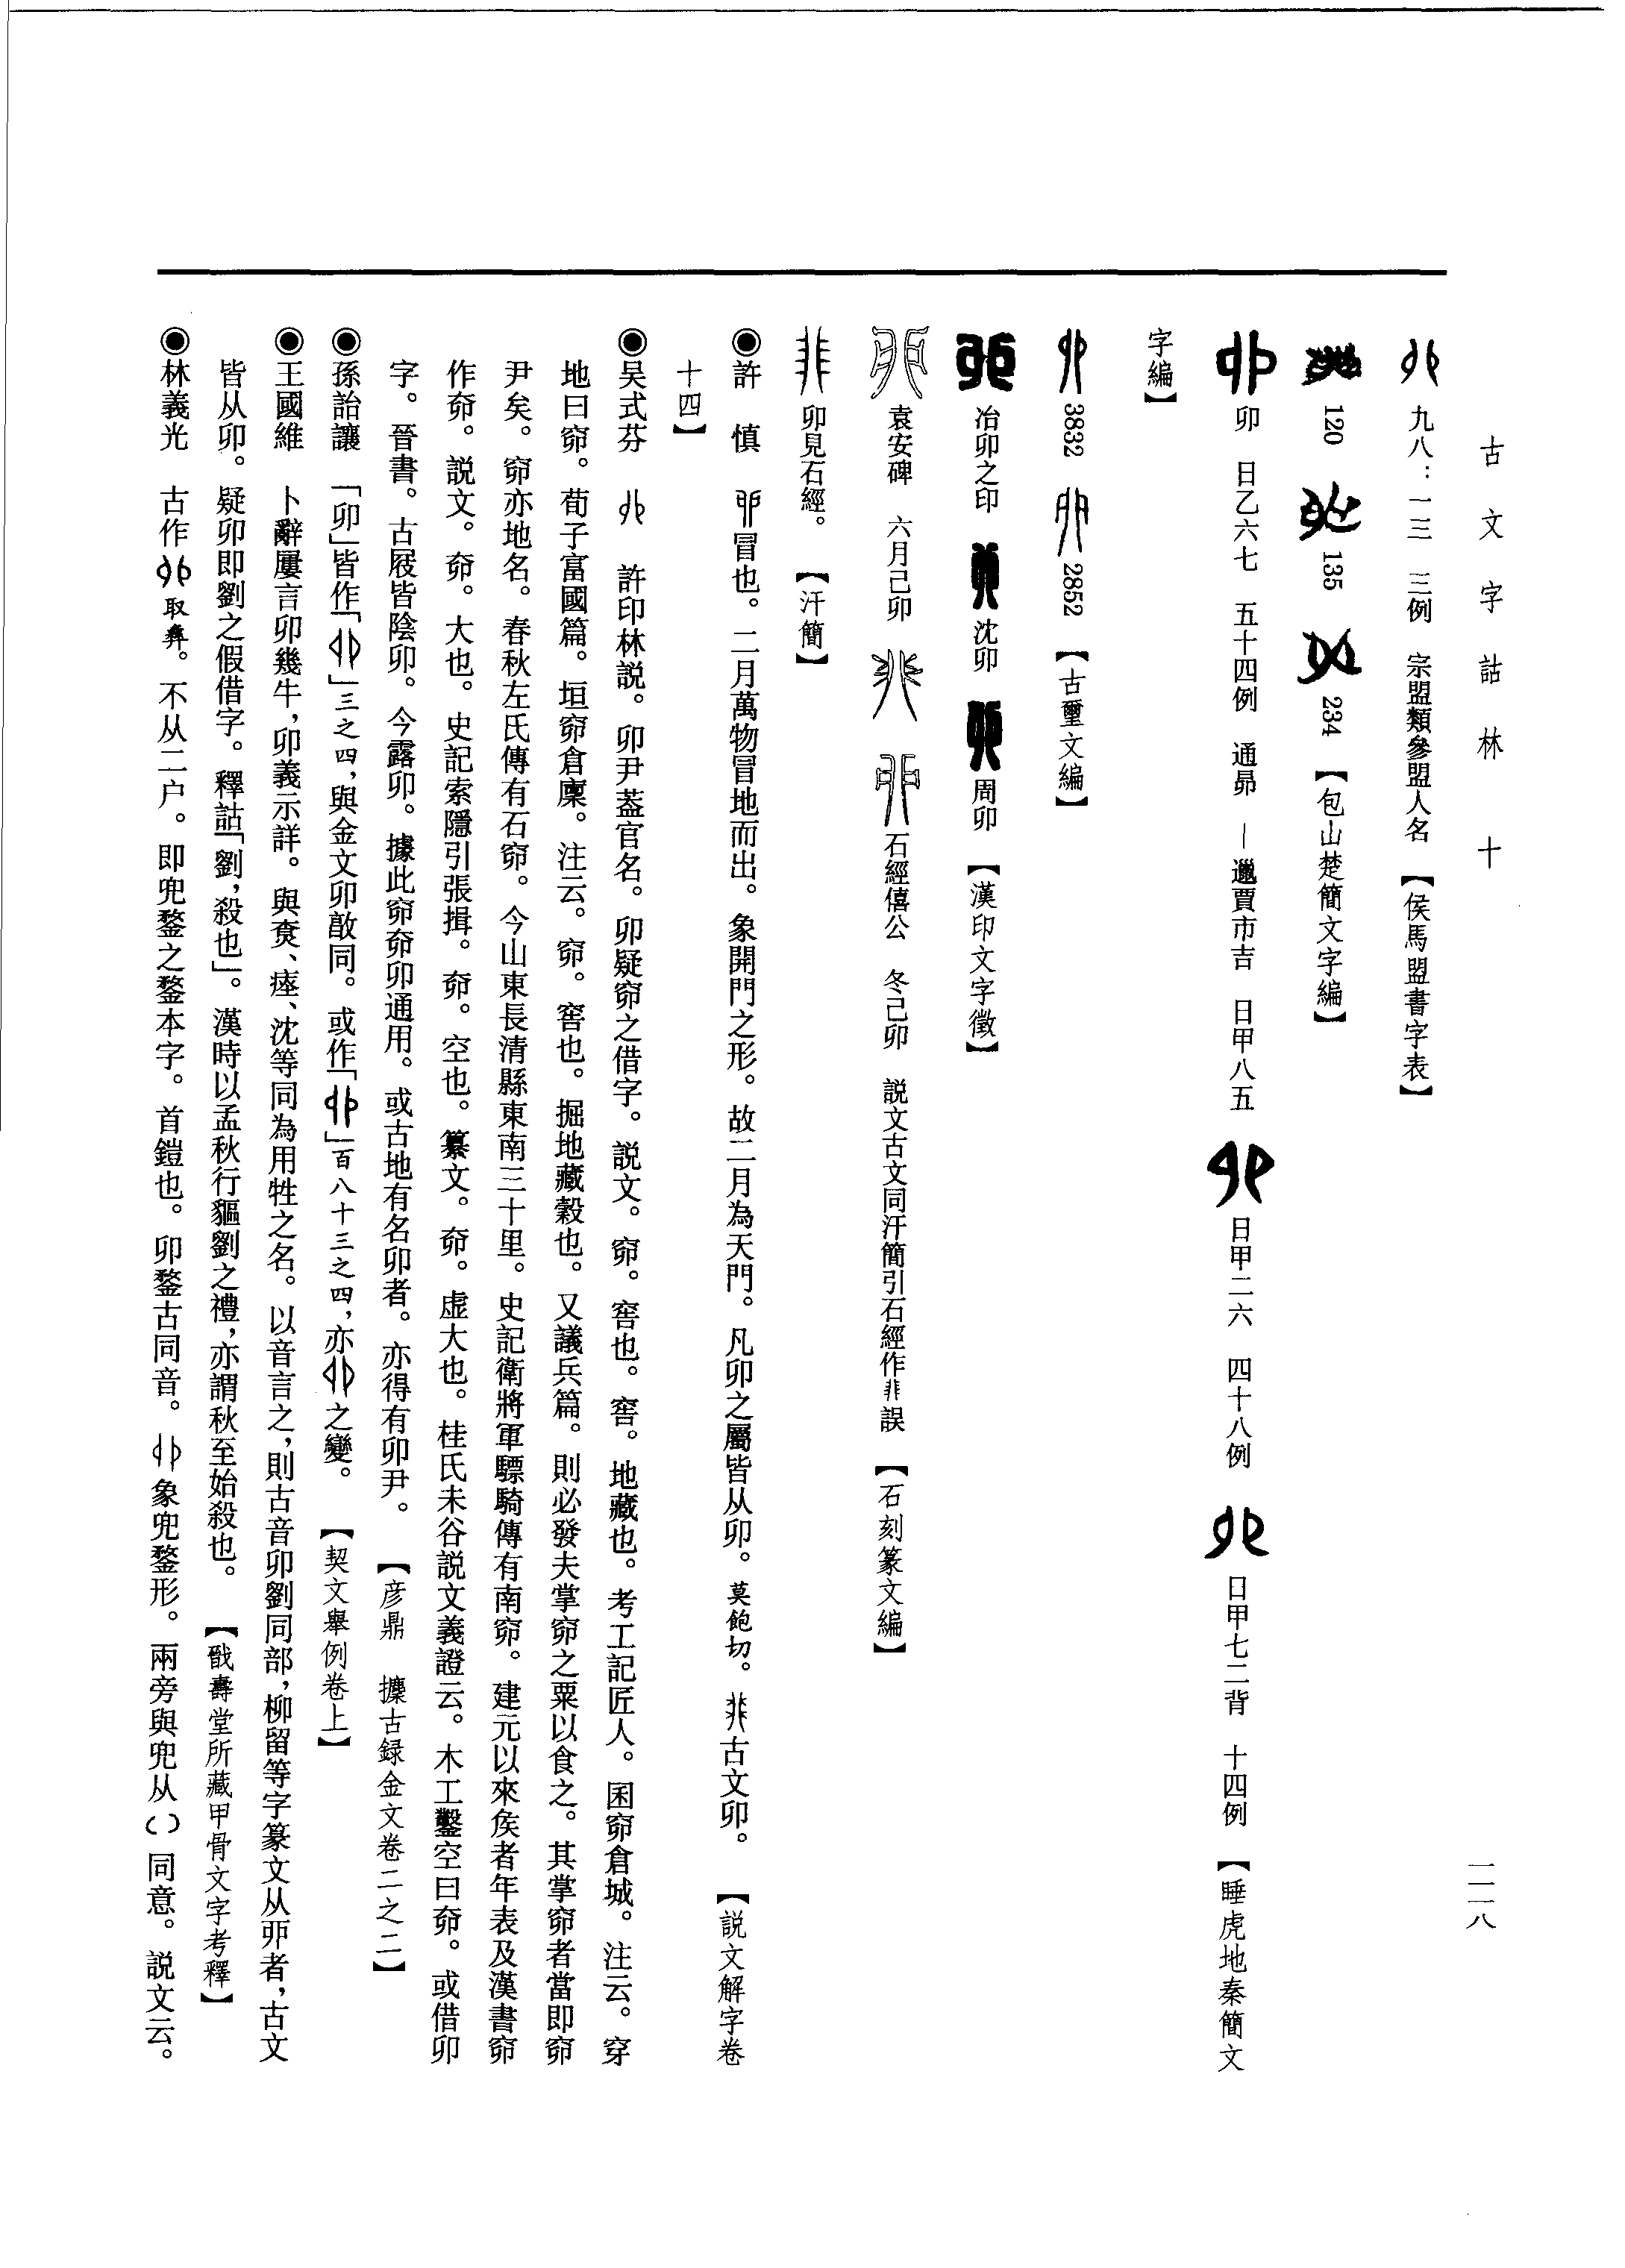 古文字詁林　十
一一一八
九八：一三　三例　宗盟類參盟人名　【侯馬盟書字表】
120　135　234　【包山楚簡文字編】
卯　日乙六七　五十四例　通昴　—邋賈市吉　日甲八五　日甲二六　四十八例　日甲七二背　十四例　【睡虎地秦簡文
字編】
3832　2852　【古璽文編】
冶卯之印　沈卯　周卯　【漢印文字徵】
袁安碑　六月己卯　石經僖公　冬己卯　説文古文同汗簡引石經作非誤　【石刻篆文編】
卯見石經。　【汗簡】
◉許　慎　冒也。二月萬物冒地而出。象開門之形。故二月為天門。凡卯之屬皆从卯。莫飽切。古文卯。　【説文解字卷
十四】
◉吴式芬　許印林説。卯尹葢官名。卯疑窌之借字。説文。窌。窖也。窖。地藏也。考工記匠人。囷窌倉城。注云。穿
地曰窌。荀子富國篇。垣窌倉廩。注云。窌。窖也。掘地藏穀也。又議兵篇。則必發夫掌窌之粟以食之。其掌窌者當即窌
尹矣。窌亦地名。春秋左氏傳有石窌。今山東長清縣東南三十里。史記衛將軍驃騎傳有南窌。建元以來矦者年表及漢書窌
作奅。説文。奅。大也。史記索隱引張揖。奅。空也。纂文。奅。虚大也。桂氏未谷説文義證云。木工鑿空曰奅。或借卯
字。晉書。古屐皆陰卯。今露卯。據此窌奅卯通用。或古地有名卯者。亦得有卯尹。　【彦鼎　攗古録金文卷二之二】
◉孫詒讓　「卯」皆作「」三之四，與金文卯敢同。或作「」百八十三之四，亦之變。　【契文舉例卷上】
◉王國維　卜辭屢言卯幾牛，卯義示詳。與尞、瘞、沈等同為用牲之名。以音言之，則古音卯劉同部，柳留等字篆文从丣者，古文
皆从卯。疑卯即劉之假借字。釋詁「劉，殺也」。漢時以孟秋行貙劉之禮，亦謂秋至始殺也。　【戩壽堂所藏甲骨文字考釋】
◉林義光　古作取彝。不从二户。即兜鍪之鍪本字。首鎧也。卯鍪古同音。象兜鍪形。兩旁與兜从同意。説文云。